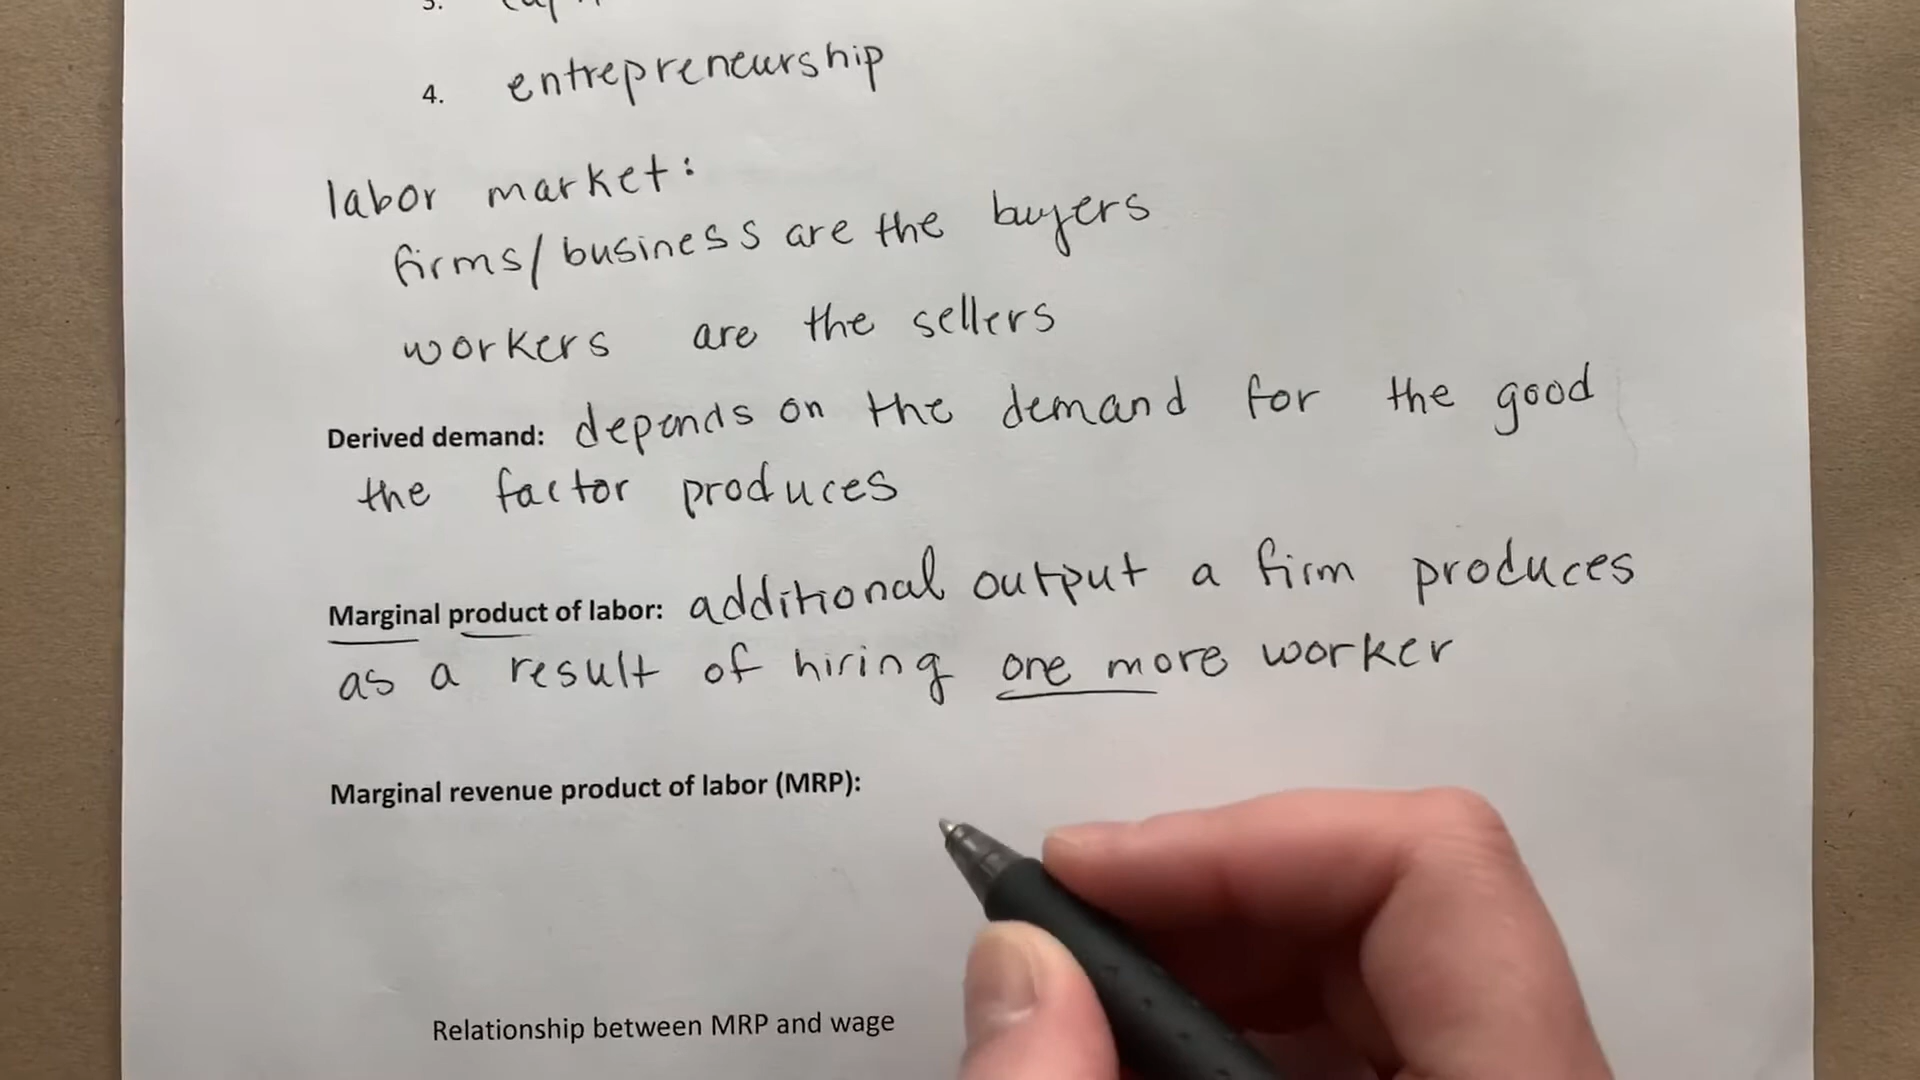 3.
4. entrepreneurship
labor market:
firms/business are the buyers
workers are the sellers
Derived demand: depends on the demand for the good
the factor produces
Marginal product of labor: additional output a firm produces
as a result of hiring one more worker
Marginal revenue product of labor (MRP):
Relationship between MRP and wage